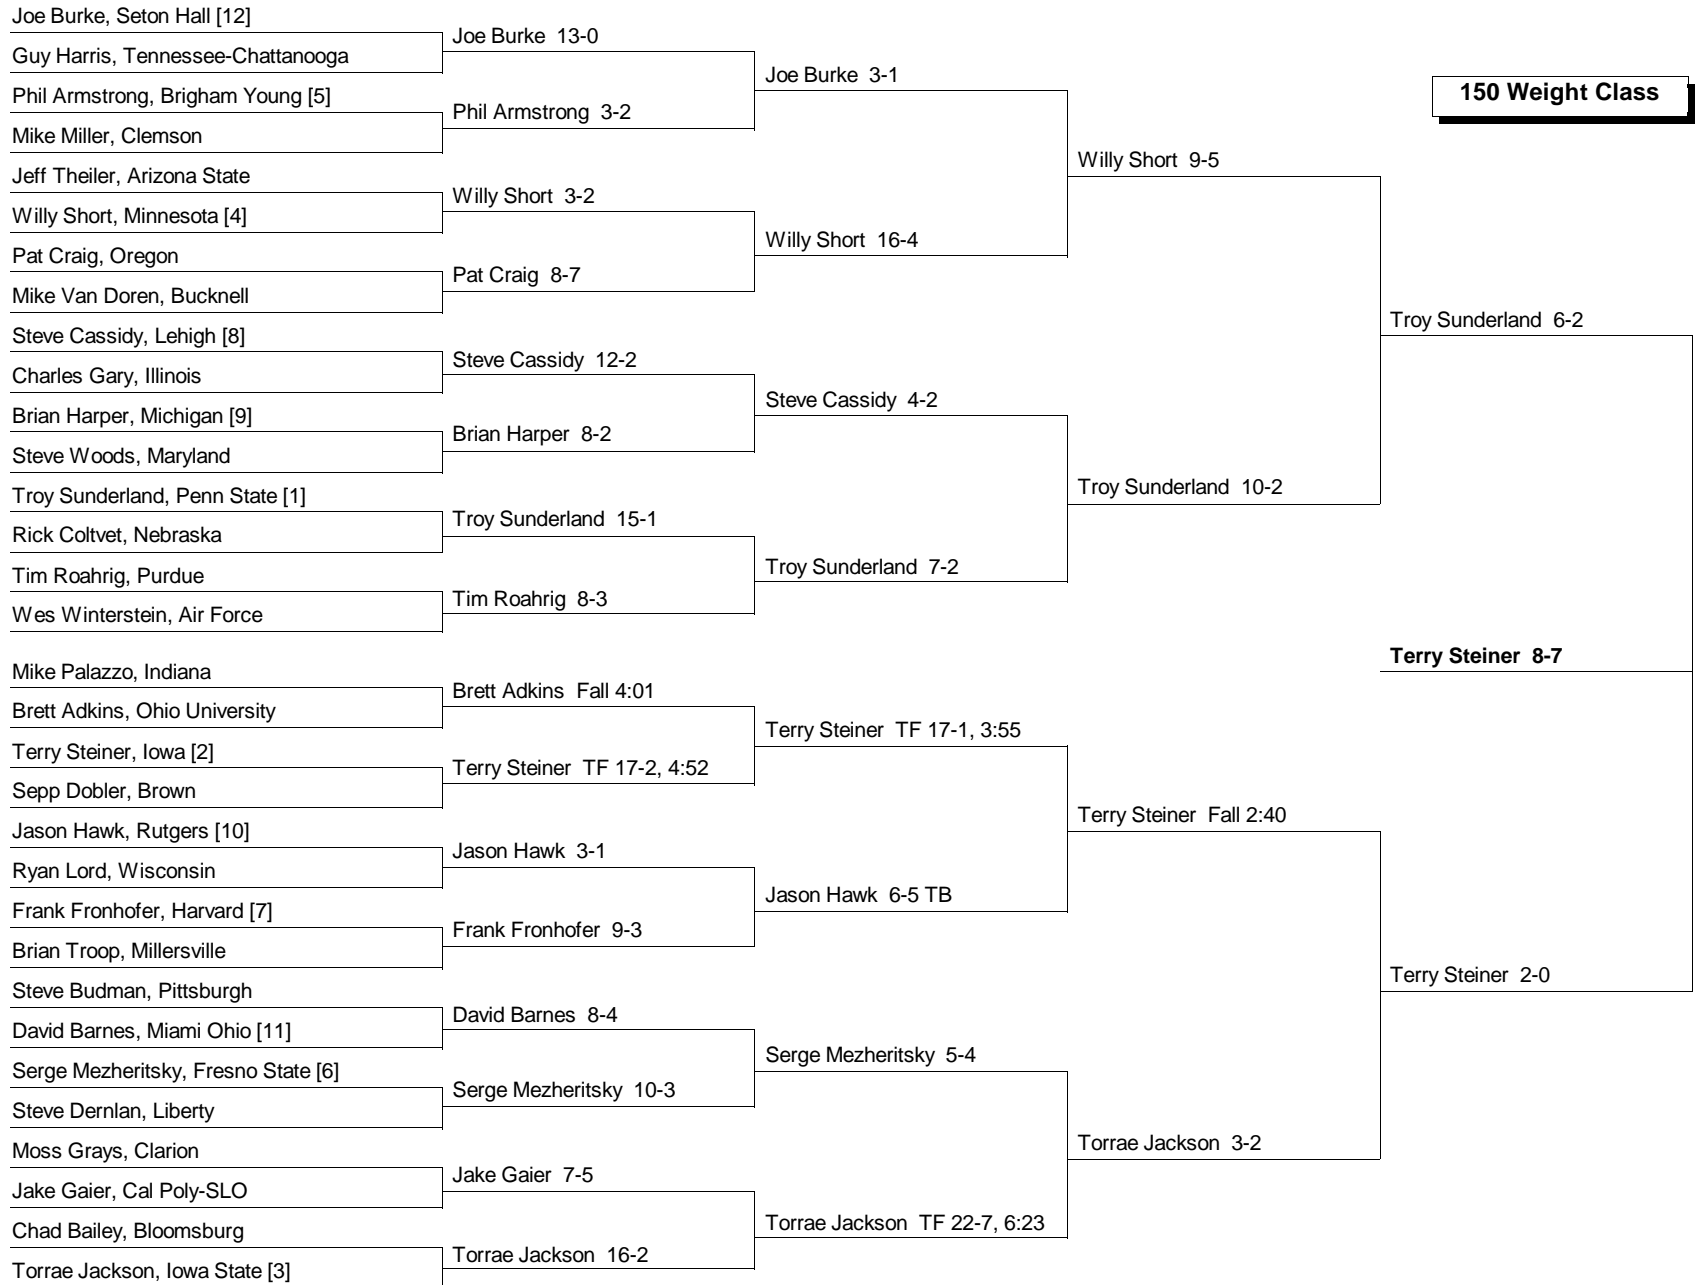 Joe Burke, Seton Hall [12]
Guy Harris, Tennessee-Chattanooga
Phil Armstrong, Brigham Young [5]
Mike Miller, Clemson
Jeff Theiler, Arizona State
Willy Short, Minnesota [4]
Pat Craig, Oregon
Mike Van Doren, Bucknell
Steve Cassidy, Lehigh [8]
Charles Gary, Illinois
Brian Harper, Michigan [9]
Steve Woods, Maryland
Troy Sunderland, Penn State [1]
Rick Coltvet, Nebraska
Tim Roahrig, Purdue
Wes Winterstein, Air Force
Mike Palazzo, Indiana
Brett Adkins, Ohio University
Terry Steiner, Iowa [2]
Sepp Dobler, Brown
Jason Hawk, Rutgers [10]
Ryan Lord, Wisconsin
Frank Fronhofer, Harvard [7]
Brian Troop, Millersville
Steve Budman, Pittsburgh
David Barnes, Miami Ohio [11]
Serge Mezheritsky, Fresno State [6]
Steve Dernlan, Liberty
Moss Grays, Clarion
Jake Gaier, Cal Poly-SLO
Chad Bailey, Bloomsburg
Torrae Jackson, Iowa State [3]
Joe Burke 13-0
Phil Armstrong 3-2
Willy Short 3-2
Pat Craig 8-7
Steve Cassidy 12-2
Brian Harper 8-2
Troy Sunderland 15-1
Tim Roahrig 8-3
Brett Adkins Fall 4:01
Terry Steiner TF 17-2, 4:52
Jason Hawk 3-1
Frank Fronhofer 9-3
David Barnes 8-4
Serge Mezheritsky 10-3
Jake Gaier 7-5
Torrae Jackson 16-2
Joe Burke 3-1
Willy Short 16-4
Steve Cassidy 4-2
Troy Sunderland 7-2
Terry Steiner TF 17-1, 3:55
Jason Hawk 6-5 TB
Serge Mezheritsky 5-4
Torrae Jackson TF 22-7, 6:23
Willy Short 9-5
Troy Sunderland 10-2
Terry Steiner Fall 2:40
Torrae Jackson 3-2
150 Weight Class
Troy Sunderland 6-2
Terry Steiner 8-7
Terry Steiner 2-0